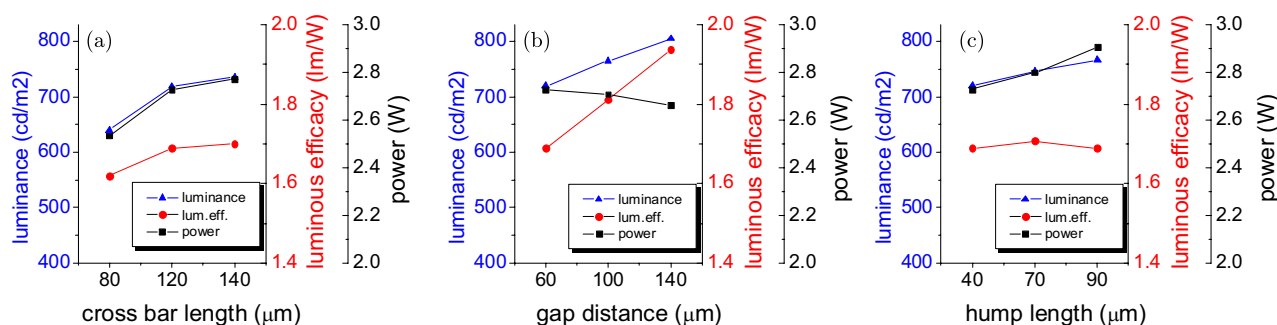 (a)
luminance (cd/m2)
800
700
600
500
400
80 120 140
cross bar length (μm)
luminance
lum.eff.
power
2.0
1.8
1.6
1.4
luminous efficacy (lm/W)
3.0
2.8
2.6
2.4
2.2
2.0
power (W)
(b)
luminance (cd/m2)
800
700
600
500
400
60 100 140
gap distance (μm)
luminance
lum.eff.
power
2.0
1.8
1.6
1.4
luminous efficacy (lm/W)
3.0
2.8
2.6
2.4
2.2
2.0
power (W)
(c)
luminance (cd/m2)
800
700
600
500
400
40 70 90
hump length (μm)
luminance
lum.eff.
power
2.0
1.8
1.6
1.4
luminous efficacy (lm/W)
3.0
2.8
2.6
2.4
2.2
2.0
power (W)